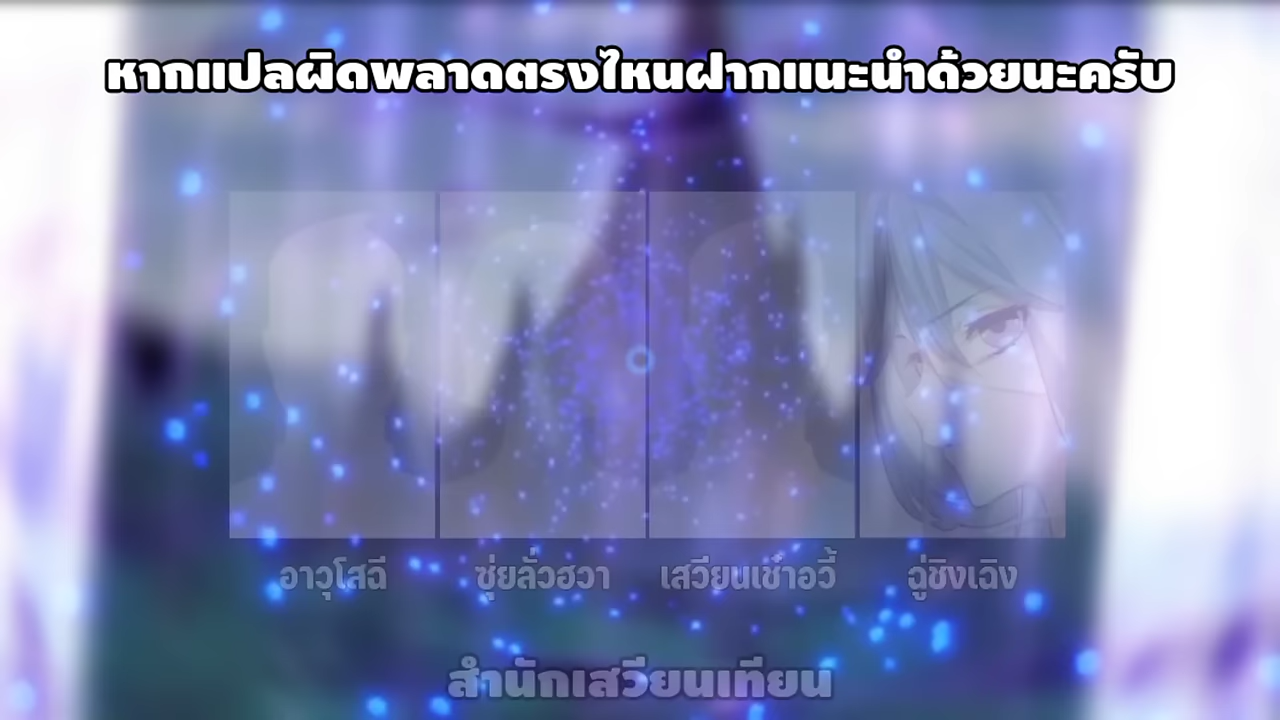 หากแปลผิดพลาดตรงไหนฝากแนะนำด้วยนะครับ
อาวุโสฉี ซุ่ยลั่วฮวา เสวียนเช่าอวี้ ฉู่ชิงเฉิง
สำนักเสวียนเทียน